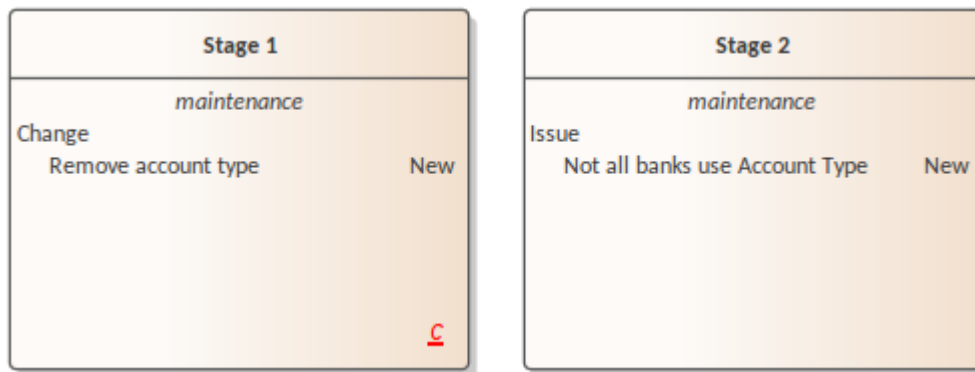 Stage 1
maintenance
Change
Remove account type New
C
Stage 2
maintenance
Issue
Not all banks use Account Type New